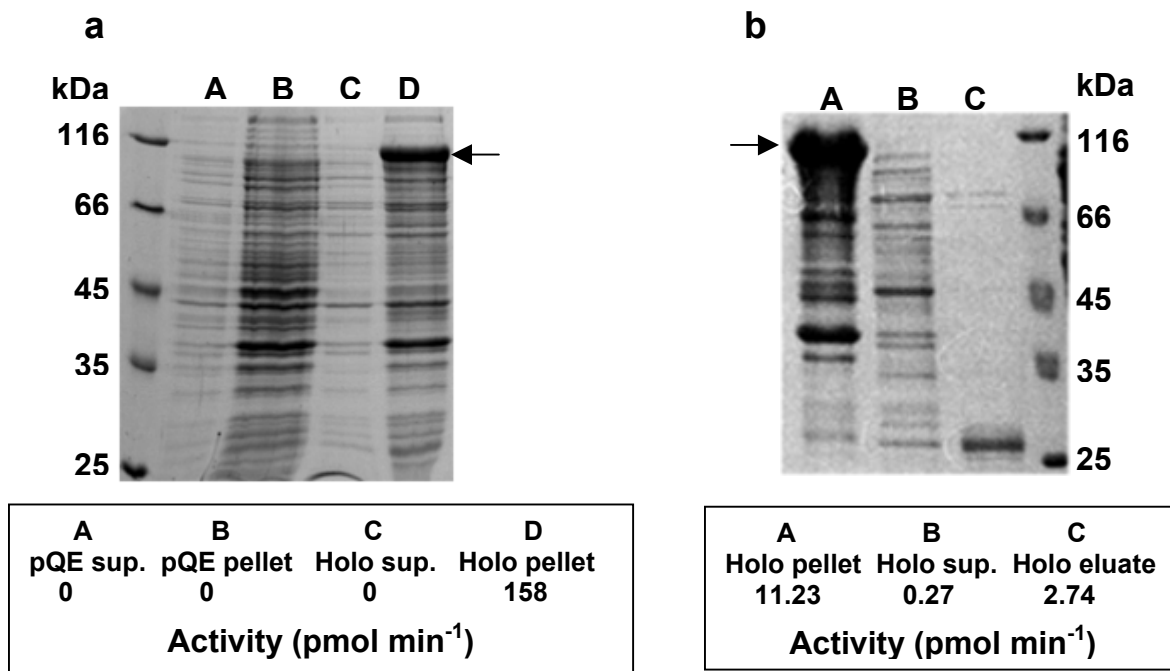 a
kDa A B C D
116
66
45
35
25
A B C D
pQE sup. pQE pellet Holo sup. Holo pellet
0 0 0 158
Activity (pmol min⁻¹)
b
A B C kDa
116
66
45
35
25
A B C
Holo pellet Holo sup. Holo eluate
11.23 0.27 2.74
Activity (pmol min⁻¹)